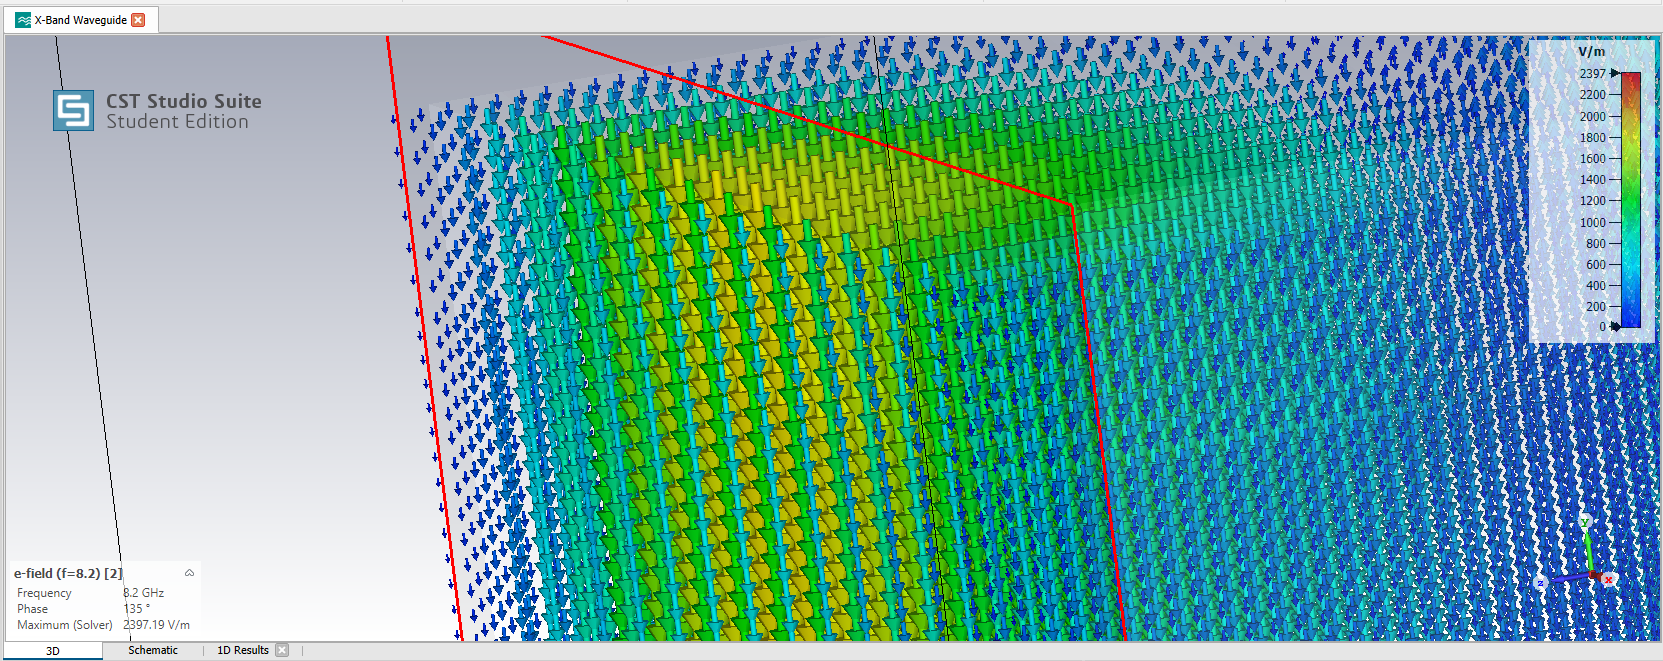 X-Band Waveguide
CST Studio Suite
Student Edition
V/m
2397
2200
2000
1800
1600
1400
1200
1000
800
600
400
200
0
y
z
x
e-field (f=8.2) [2]
Frequency 8.2 GHz
Phase 135 °
Maximum (Solver) 2397.19 V/m
3D Schematic 1D Results